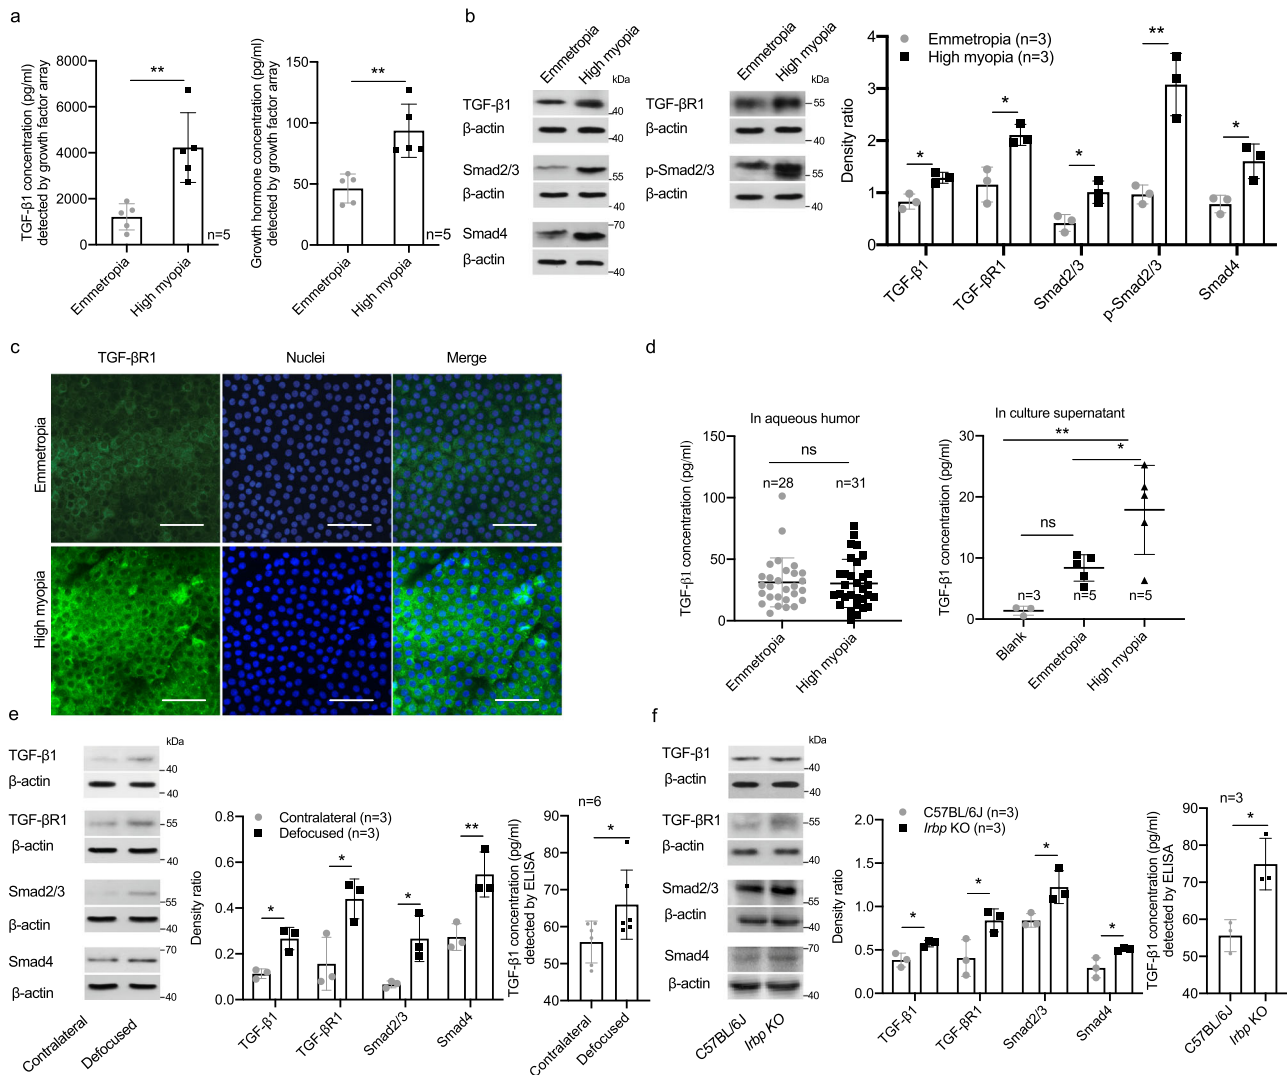 a
TGF-β1 concentration (pg/ml)
detected by growth factor array
8000
6000
4000
2000
0
**
n=5
Emmetropia
High myopia
Growth hormone concentration (pg/ml)
detected by growth factor array
150
100
50
0
**
n=5
Emmetropia
High myopia
b
Emmetropia
High myopia
kDa
TGF-β1
40
β-actin
40
Smad2/3
55
β-actin
40
70
Smad4
55
β-actin
40
Emmetropia
High myopia
kDa
TGF-βR1
55
β-actin
40
p-Smad2/3
55
β-actin
40
Density ratio
4
3
2
1
0
Emmetropia (n=3)
High myopia (n=3)
*
*
*
**
*
TGF-β1
TGF-βR1
Smad2/3
p-Smad2/3
Smad4
c
TGF-βR1
Nuclei
Merge
Emmetropia
High myopia
d
In aqueous humor
TGF-β1 concentration (pg/ml)
150
100
50
0
ns
n=28
n=31
Emmetropia
High myopia
In culture supernatant
TGF-β1 concentration (pg/ml)
30
20
10
0
**
*
ns
n=3
n=5
n=5
Blank
Emmetropia
High myopia
e
kDa
TGF-β1
40
β-actin
40
TGF-βR1
55
β-actin
40
Smad2/3
55
β-actin
40
70
Smad4
55
β-actin
40
Contralateral
Defocused
Density ratio
0.8
0.6
0.4
0.2
0.0
Contralateral (n=3)
Defocused (n=3)
*
*
*
**
TGF-β1
TGF-βR1
Smad2/3
Smad4
TGF-β1 concentration (pg/ml)
detected by ELISA
90
80
70
60
50
40
n=6
*
Contralateral
Defocused
f
kDa
TGF-β1
40
β-actin
40
TGF-βR1
55
β-actin
40
Smad2/3
55
β-actin
40
70
Smad4
55
β-actin
40
C57BL/6J
Irbp KO
Density ratio
2.0
1.5
1.0
0.5
0.0
C57BL/6J (n=3)
Irbp KO (n=3)
*
*
*
*
TGF-β1
TGF-βR1
Smad2/3
Smad4
TGF-β1 concentration (pg/ml)
detected by ELISA
90
80
70
60
50
40
n=3
*
C57BL/6J
Irbp KO